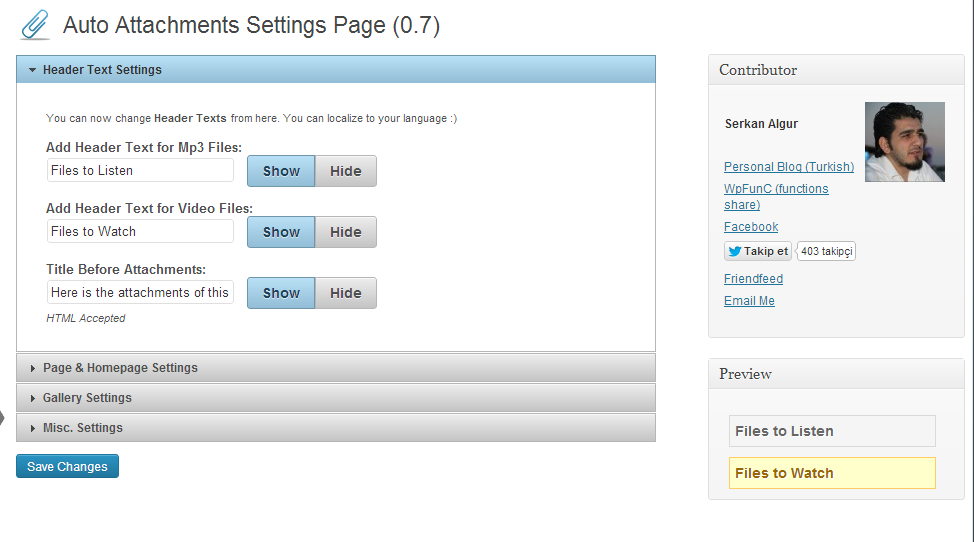 Auto Attachments Settings Page (0.7)
Header Text Settings
You can now change Header Texts from here. You can localize to your language :)
Add Header Text for Mp3 Files:
Files to Listen
Show Hide
Add Header Text for Video Files:
Files to Watch
Show Hide
Title Before Attachments:
Here is the attachments of this
Show Hide
HTML Accepted
Page & Homepage Settings
Gallery Settings
Misc. Settings
Save Changes
Contributor
Serkan Algur
Personal Blog (Turkish)
WpFunC (functions
share)
Facebook
Takip et 403 takipçi
Friendfeed
Email Me
Preview
Files to Listen
Files to Watch